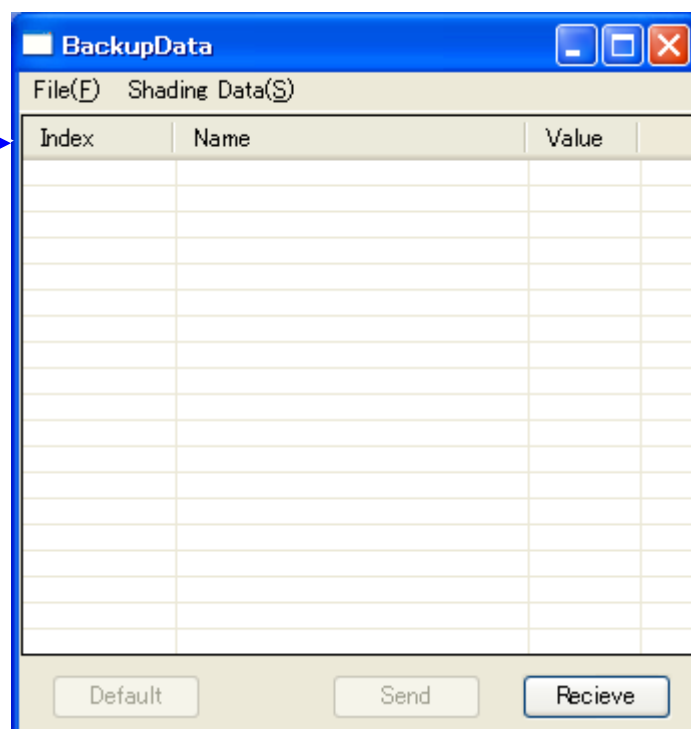 BackupData
File(F) Shading Data(S)
Index Name Value
Default Send Recieve